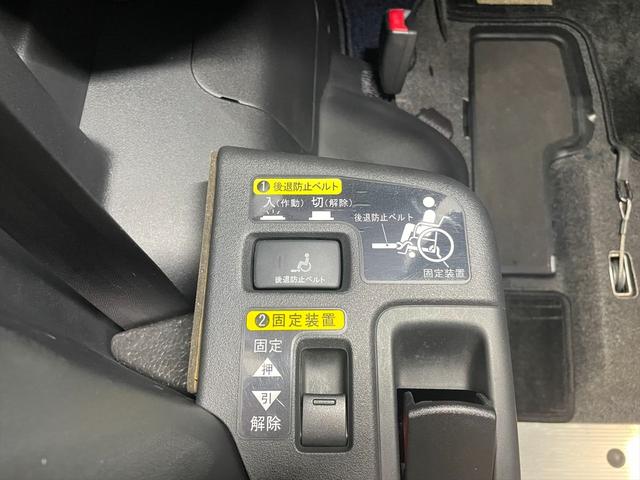 ❶後退防止ベルト
入(作動) 切(解除)
後退防止ベルト
固定装置
後退防止ベルト
❷固定装置
固定
押
引
解除